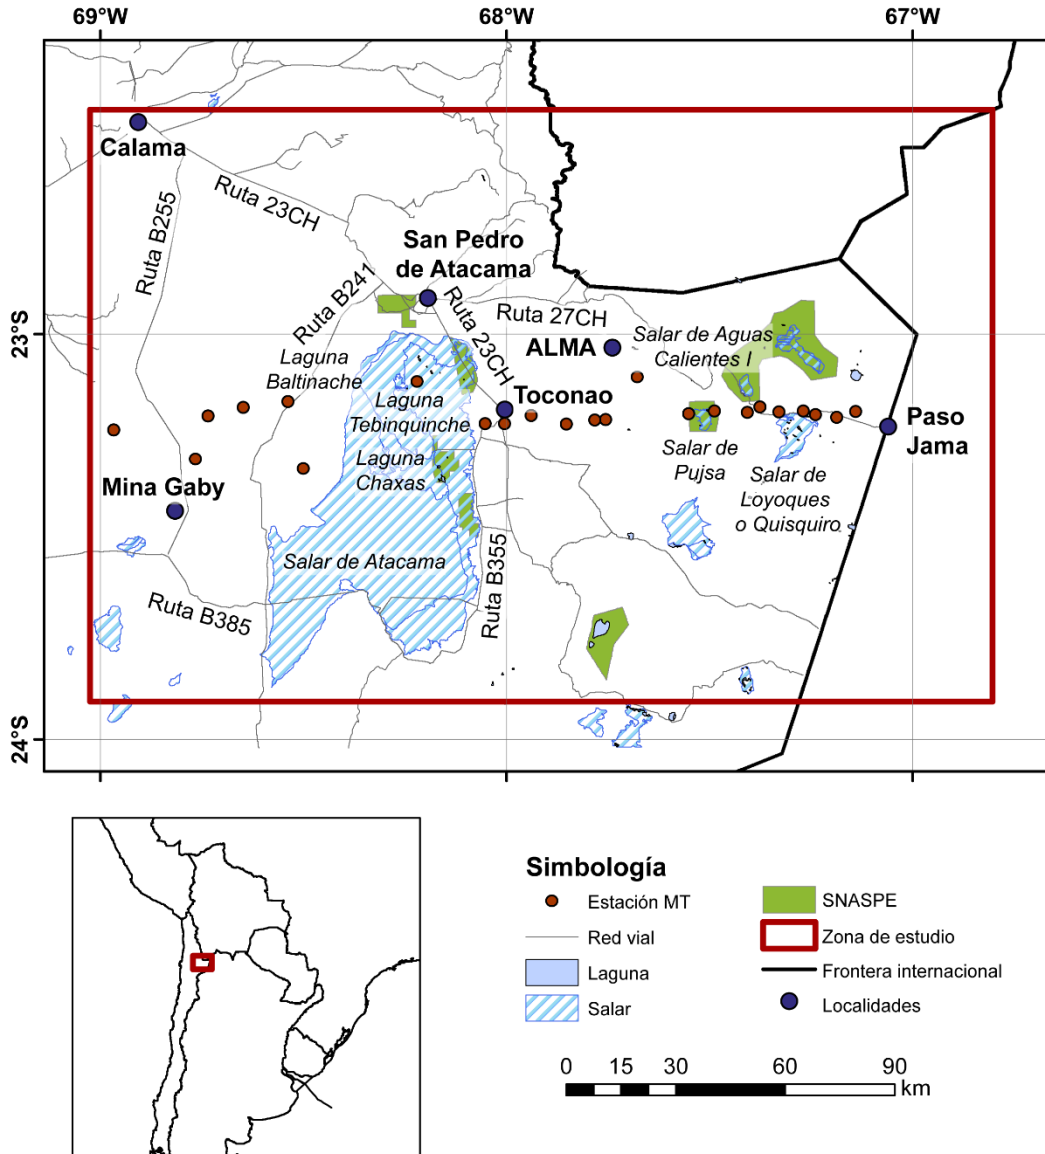 69°W
68°W
67°W
Calama
Ruta 23CH
Ruta B255
San Pedro
de Atacama
Ruta B241
Ruta 23CH
Ruta 27CH
23°S
ALMA
Salar de Aguas
Calientes I
Laguna
Baltinache
Laguna
Tebinquinche
Toconao
Paso
Jama
Laguna
Chaxas
Salar de
Pujsa
Salar de
Loyoques
o Quisquiro
Mina Gaby
Salar de Atacama
Ruta B355
Ruta B385
24°S
Simbología
Estación MT
Red vial
Laguna
Salar
SNASPE
Zona de estudio
Frontera internacional
Localidades
0 15 30 60 90
km